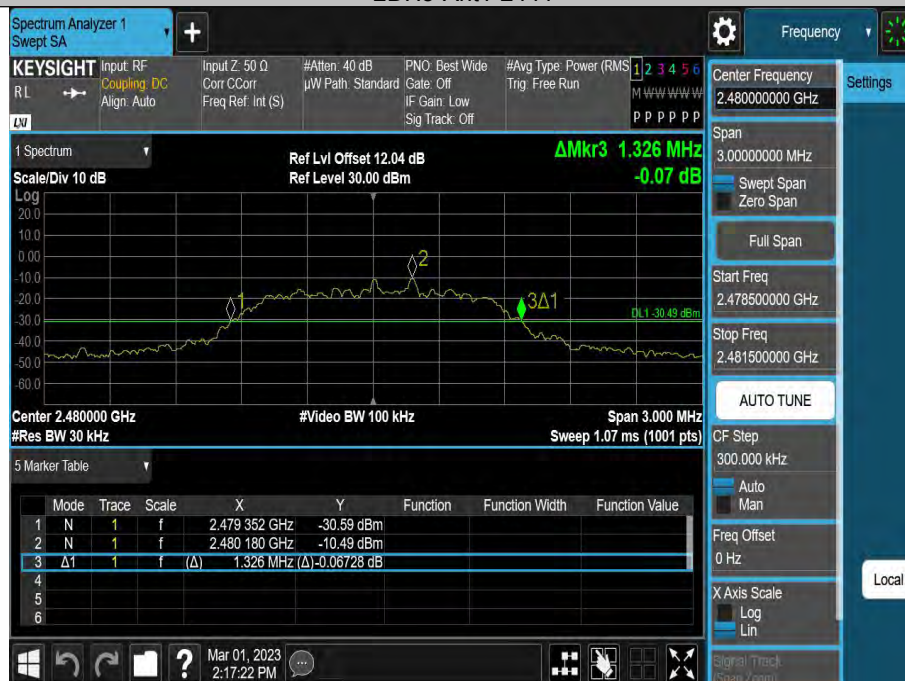 Spectrum Analyzer 1
Swept SA
+
Frequency
KEYSIGHT
RL
LXI
Input: RF
Coupling: DC
Align: Auto
Input Z: 50 Ω
Corr CCorr
Freq Ref: Int (S)
#Atten: 40 dB
µW Path: Standard
PNO: Best Wide
Gate: Off
IF Gain: Low
Sig Track: Off
#Avg Type: Power (RMS
Trig: Free Run
1 2 3 4 5 6
M W W W W W
P P P P P P
1 Spectrum
Scale/Div 10 dB
Ref Lvl Offset 12.04 dB
Ref Level 30.00 dBm
ΔMkr3 1.326 MHz
-0.07 dB
Log
20.0
10.0
0.00
-10.0
-20.0
-30.0
-40.0
-50.0
-60.0
1
2
3Δ1
DL1 -30.49 dBm
Center 2.480000 GHz
#Video BW 100 kHz
Span 3.000 MHz
#Res BW 30 kHz
Sweep 1.07 ms (1001 pts)
5 Marker Table
Mode Trace Scale X Y Function Function Width Function Value
1 N 1 f 2.479 352 GHz -30.59 dBm
2 N 1 f 2.480 180 GHz -10.49 dBm
3 Δ1 1 f (Δ) 1.326 MHz (Δ) -0.06728 dB
4
5
6
Mar 01, 2023
2:17:22 PM
?
Center Frequency
2.480000000 GHz
Settings
Span
3.00000000 MHz
Swept Span
Zero Span
Full Span
Start Freq
2.478500000 GHz
Stop Freq
2.481500000 GHz
AUTO TUNE
CF Step
300.000 kHz
Auto
Man
Freq Offset
0 Hz
Local
X Axis Scale
Log
Lin
Signal Track
(Span Zoom)